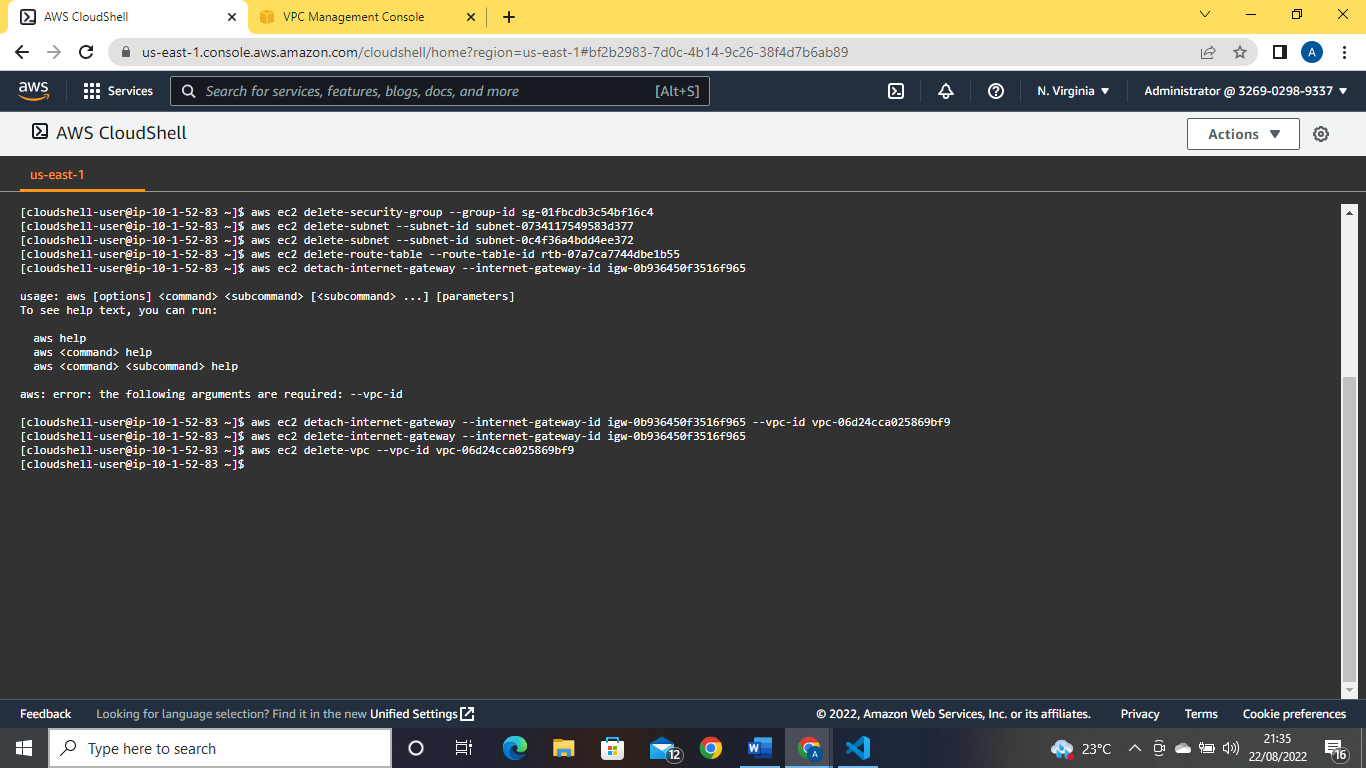 AWS CloudShell
VPC Management Console
us-east-1.console.aws.amazon.com/cloudshell/home?region=us-east-1#bf2b2983-7d0c-4b14-9c26-38f4d7b6ab89
A
aws
Services
Search for services, features, blogs, docs, and more
[Alt+S]
N. Virginia
Administrator @ 3269-0298-9337
AWS CloudShell
Actions
us-east-1
[cloudshell-user@ip-10-1-52-83 ~]$ aws ec2 delete-security-group --group-id sg-01fbcdb3c54bf16c4
[cloudshell-user@ip-10-1-52-83 ~]$ aws ec2 delete-subnet --subnet-id subnet-0734117549583d377
[cloudshell-user@ip-10-1-52-83 ~]$ aws ec2 delete-subnet --subnet-id subnet-0c4f36a4bdd4ee372
[cloudshell-user@ip-10-1-52-83 ~]$ aws ec2 delete-route-table --route-table-id rtb-07a7ca7744dbe1b55
[cloudshell-user@ip-10-1-52-83 ~]$ aws ec2 detach-internet-gateway --internet-gateway-id igw-0b936450f3516f965
usage: aws [options] <command> <subcommand> [<subcommand> ...] [parameters]
To see help text, you can run:
aws help
aws <command> help
aws <command> <subcommand> help
aws: error: the following arguments are required: --vpc-id
[cloudshell-user@ip-10-1-52-83 ~]$ aws ec2 detach-internet-gateway --internet-gateway-id igw-0b936450f3516f965 --vpc-id vpc-06d24cca025869bf9
[cloudshell-user@ip-10-1-52-83 ~]$ aws ec2 delete-internet-gateway --internet-gateway-id igw-0b936450f3516f965
[cloudshell-user@ip-10-1-52-83 ~]$ aws ec2 delete-vpc --vpc-id vpc-06d24cca025869bf9
[cloudshell-user@ip-10-1-52-83 ~]$
Feedback
Looking for language selection? Find it in the new Unified Settings
© 2022, Amazon Web Services, Inc. or its affiliates.
Privacy
Terms
Cookie preferences
Type here to search
12
W
A
23°C
21:35
22/08/2022
16